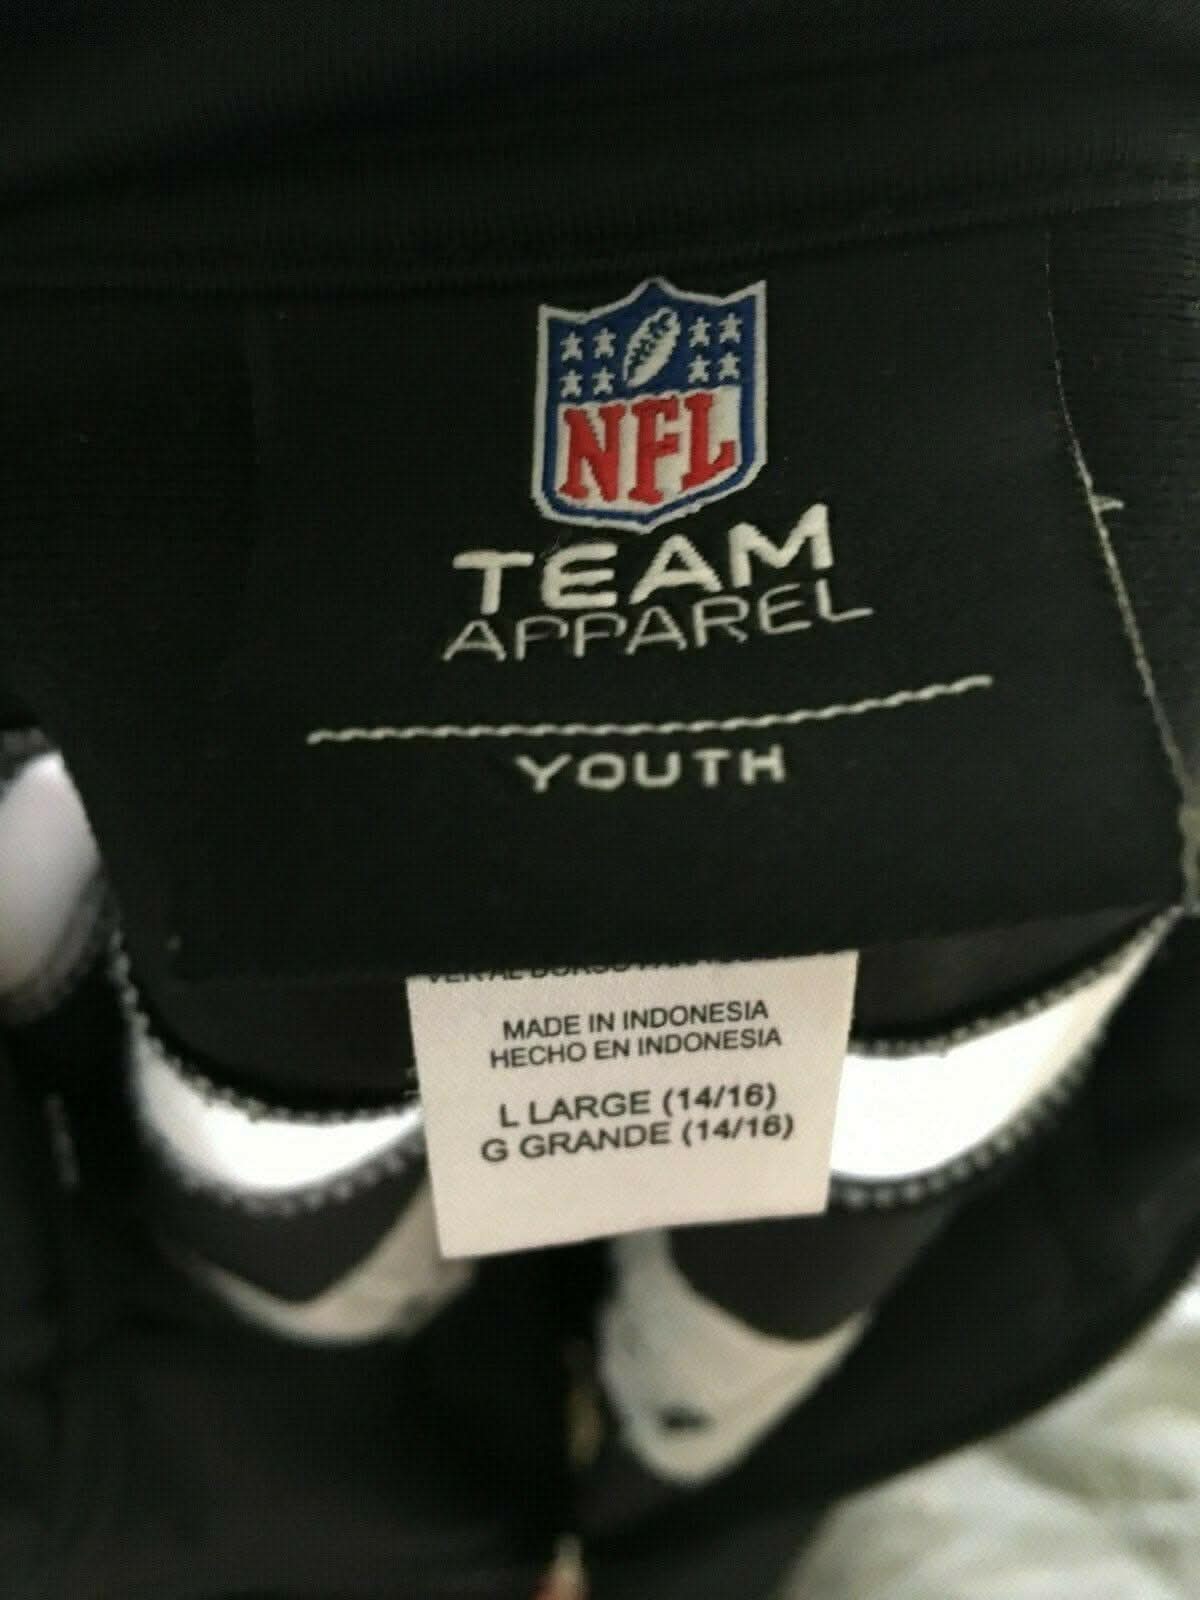 NFL
TEAM
APPAREL
YOUTH
MADE IN INDONESIA
HECHO EN INDONESIA
L LARGE (14/16)
G GRANDE (14/16)